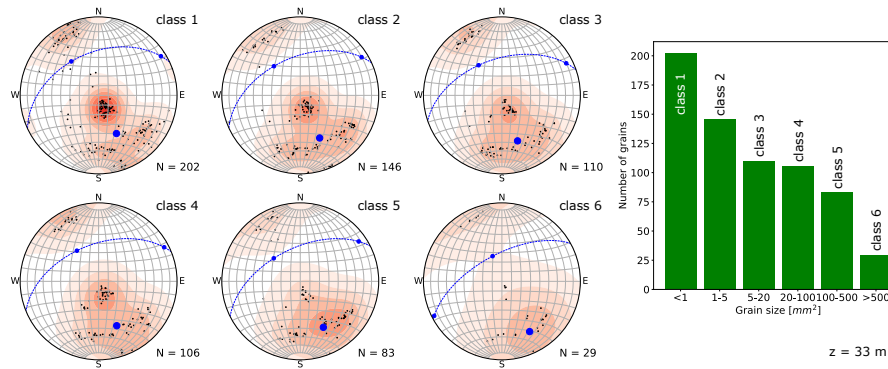 N
class 1
W
E
S
N = 202
N
class 2
W
E
S
N = 146
N
class 3
W
E
S
N = 110
N
class 4
W
E
S
N = 106
N
class 5
W
E
S
N = 83
N
class 6
W
E
S
N = 29
Number of grains
200
175
150
125
100
75
50
25
0
class 1
class 2
class 3
class 4
class 5
class 6
<1
1-5
5-20
20-100
100-500
>500
Grain size [mm²]
z = 33 m